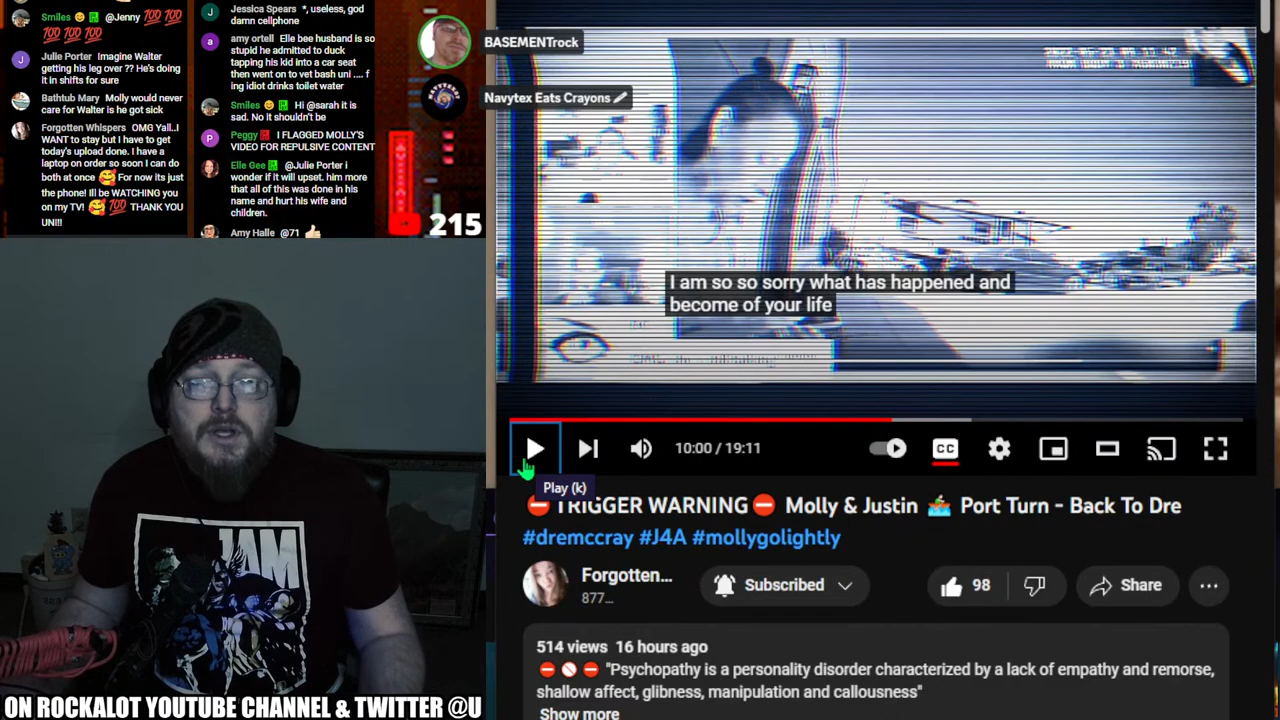 Smiles @Jenny 💯 💯
💯 💯 💯
Julie Porter Imagine Walter
getting his leg over ?? He's doing
it in shifts for sure
Bathtub Mary Molly would never
care for Walter is he got sick
Forgotten Whispers OMG Yall..I
WANT to stay but I have to get
today's upload done. I have a
laptop on order so soon I can do
both at once 🥰 For now its just
the phone! Ill be WATCHING you
on my TV! 🥰 💯 THANK YOU
UNI!!
Jessica Spears *, useless, god
damn cellphone
amy ortell Elle bee husband is so
stupid he admitted to duck
tapping his kid into a car seat
then went on to vet bash uni .... f
ing idiot drinks toilet water
Smiles Hi @sarah it is
sad. No it shouldn't be
Peggy I FLAGGED MOLLY'S
VIDEO FOR REPULSIVE CONTENT
Elle Gee @Julie Porter i
wonder if it will upset. him more
that all of this was done in his
name and hurt his wife and
children.
Amy Halle @71 👍🏻
BASEMENTrock
Navytex Eats Crayons
215
I am so so sorry what has happened and
become of your life
CC
10:00 / 19:11
Play (k)
⛔TRIGGER WARNING⛔ Molly & Justin 🚣 Port Turn - Back To Dre
#dremccray #J4A #mollygolightly
Forgotten...
877...
Subscribed
98
Share
514 views 16 hours ago
⛔ 🚫 ⛔ "Psychopathy is a personality disorder characterized by a lack of empathy and remorse,
shallow affect, glibness, manipulation and callousness"
Show more
JAM
ON ROCKALOT YOUTUBE CHANNEL & TWITTER @U